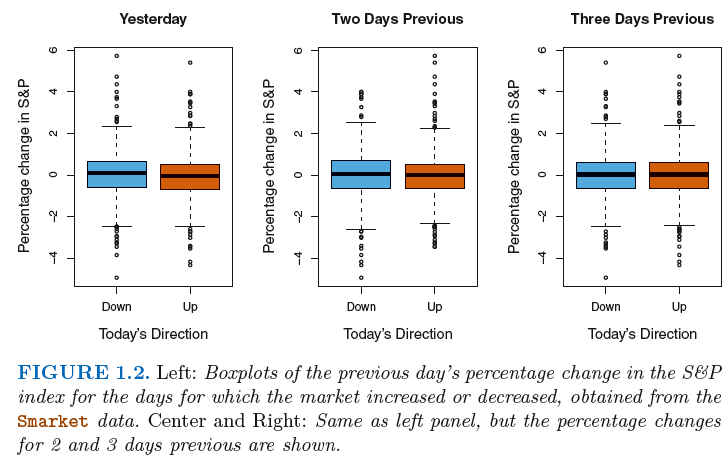 Yesterday
Two Days Previous
Three Days Previous
Percentage change in S&P
6
4
2
0
−2
−4
Down
Up
Today's Direction
Percentage change in S&P
6
4
2
0
−2
−4
Down
Up
Today's Direction
Percentage change in S&P
6
4
2
0
−2
−4
Down
Up
Today's Direction
FIGURE 1.2. Left: Boxplots of the previous day's percentage change in the S&P
index for the days for which the market increased or decreased, obtained from the
Smarket data. Center and Right: Same as left panel, but the percentage changes
for 2 and 3 days previous are shown.